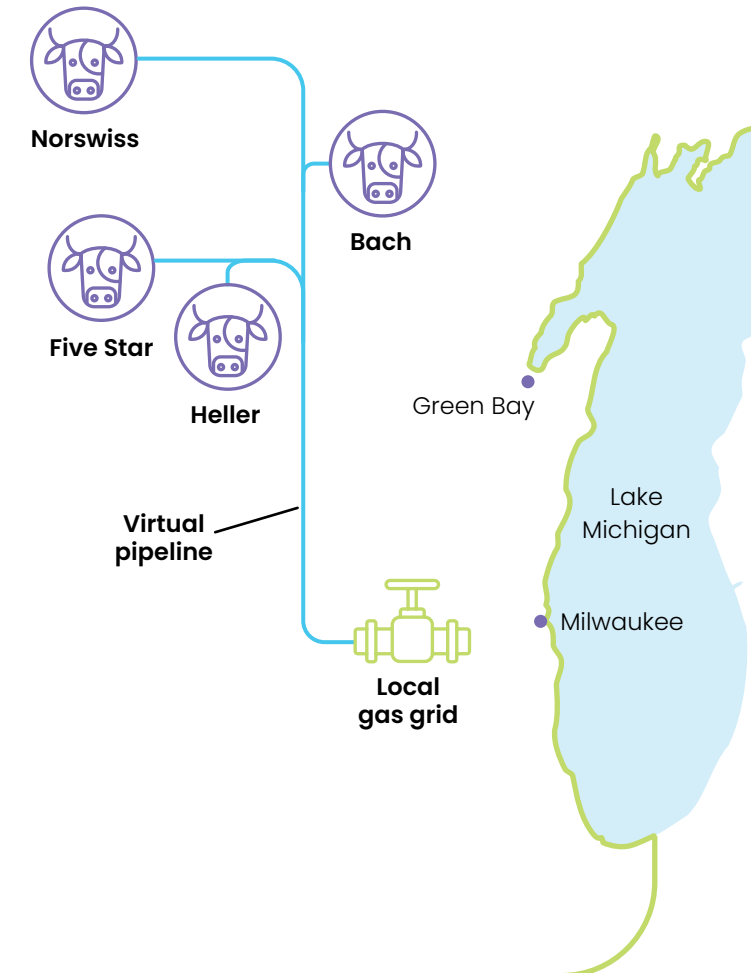 Norswiss
Bach
Five Star
Heller
Green Bay
Lake
Michigan
Virtual
pipeline
Milwaukee
Local
gas grid